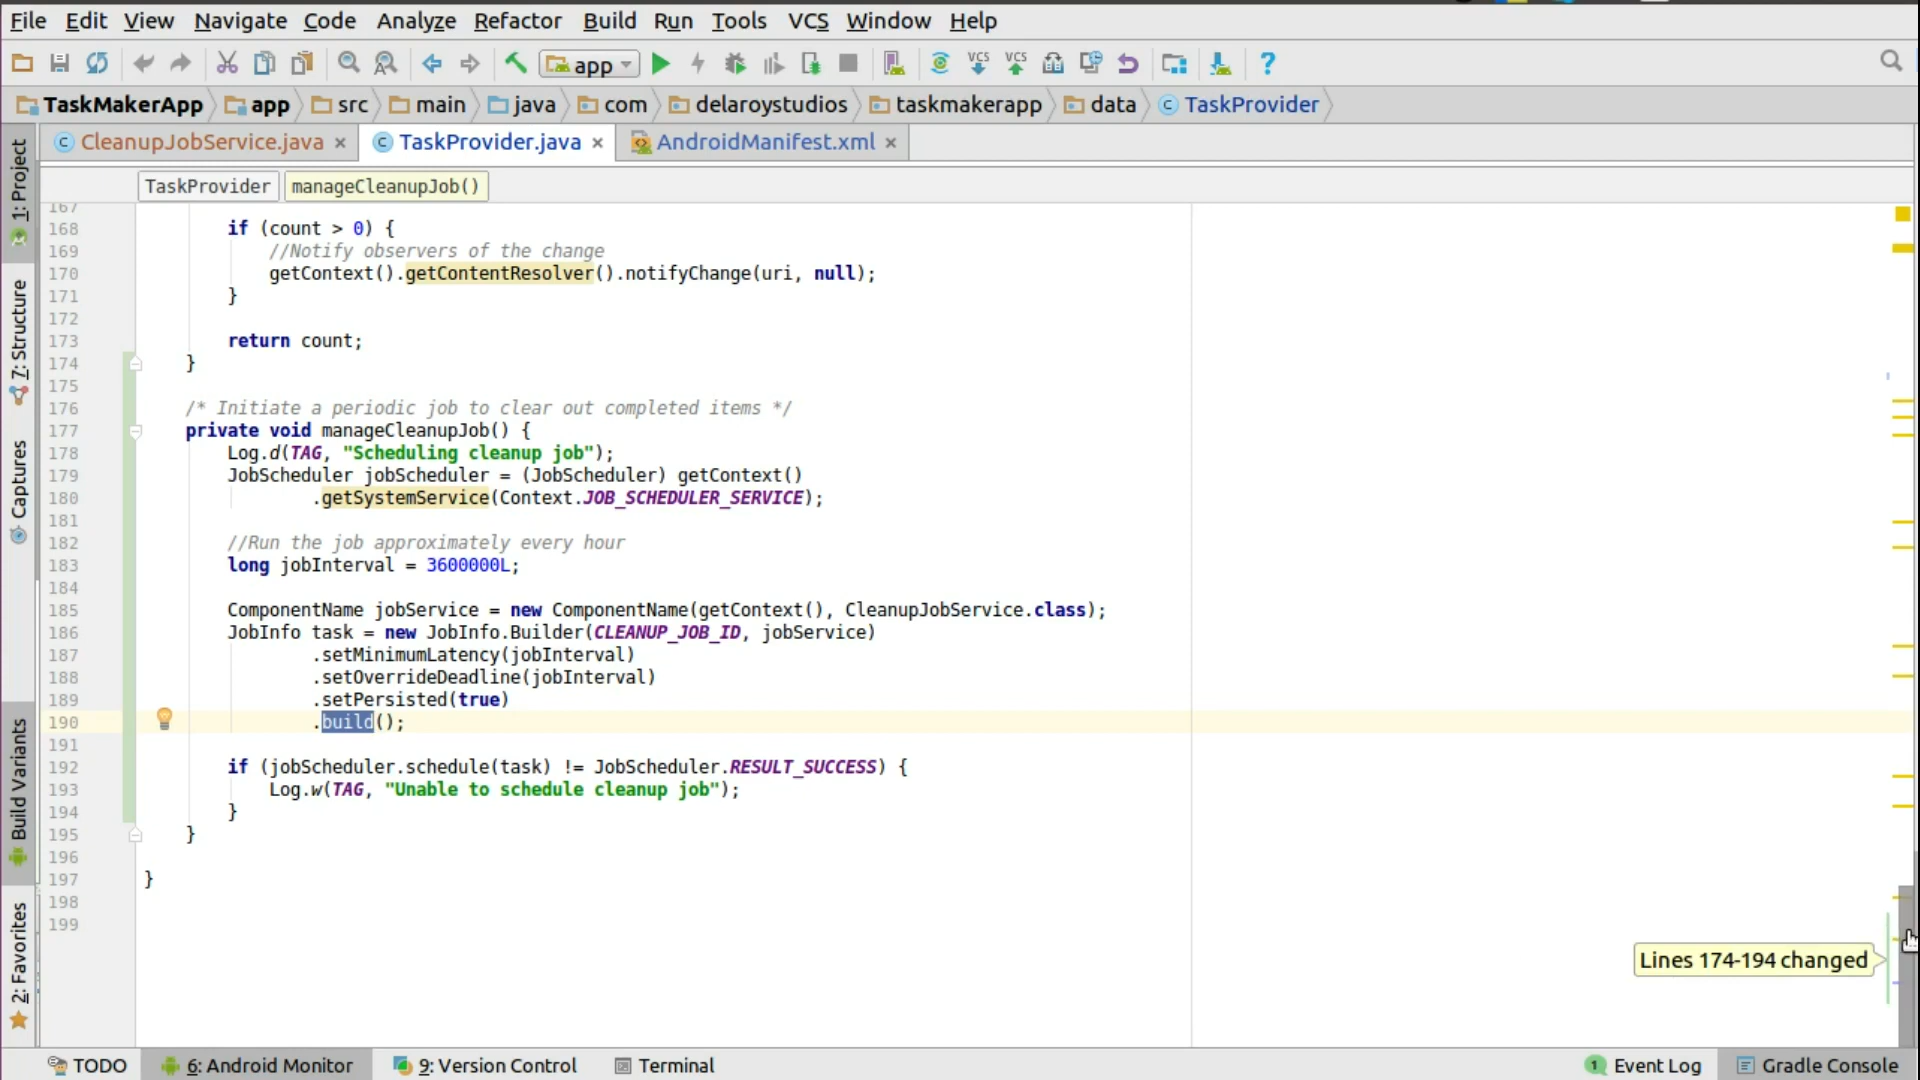 File Edit View Navigate Code Analyze Refactor Build Run Tools VCS Window Help
app
VCS VCS
TaskMakerApp app src main java com delaroystudios taskmakerapp data TaskProvider
CleanupJobService.java TaskProvider.java AndroidManifest.xml
TaskProvider manageCleanupJob()
1: Project
7: Structure
Captures
Build Variants
2: Favorites
167
168 if (count > 0) {
169 //Notify observers of the change
170 getContext().getContentResolver().notifyChange(uri, null);
171 }
172
173 return count;
174 }
175
176 /* Initiate a periodic job to clear out completed items */
177 private void manageCleanupJob() {
178 Log.d(TAG, "Scheduling cleanup job");
179 JobScheduler jobScheduler = (JobScheduler) getContext()
180 .getSystemService(Context.JOB_SCHEDULER_SERVICE);
181
182 //Run the job approximately every hour
183 long jobInterval = 3600000L;
184
185 ComponentName jobService = new ComponentName(getContext(), CleanupJobService.class);
186 JobInfo task = new JobInfo.Builder(CLEANUP_JOB_ID, jobService)
187 .setMinimumLatency(jobInterval)
188 .setOverrideDeadline(jobInterval)
189 .setPersisted(true)
190 .build();
191
192 if (jobScheduler.schedule(task) != JobScheduler.RESULT_SUCCESS) {
193 Log.w(TAG, "Unable to schedule cleanup job");
194 }
195 }
196
197 }
198
199
Lines 174-194 changed
TODO 6: Android Monitor 9: Version Control Terminal 1 Event Log Gradle Console